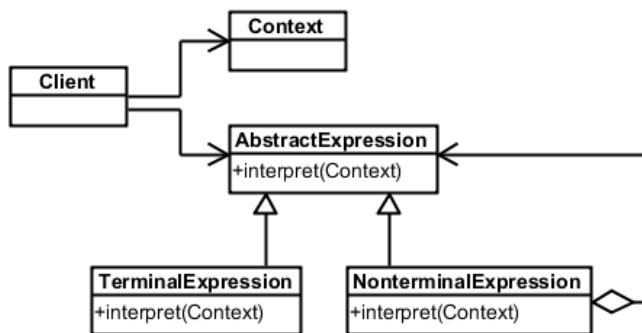 Context
Client
AbstractExpression
+interpret(Context)
TerminalExpression
+interpret(Context)
NonterminalExpression
+interpret(Context)